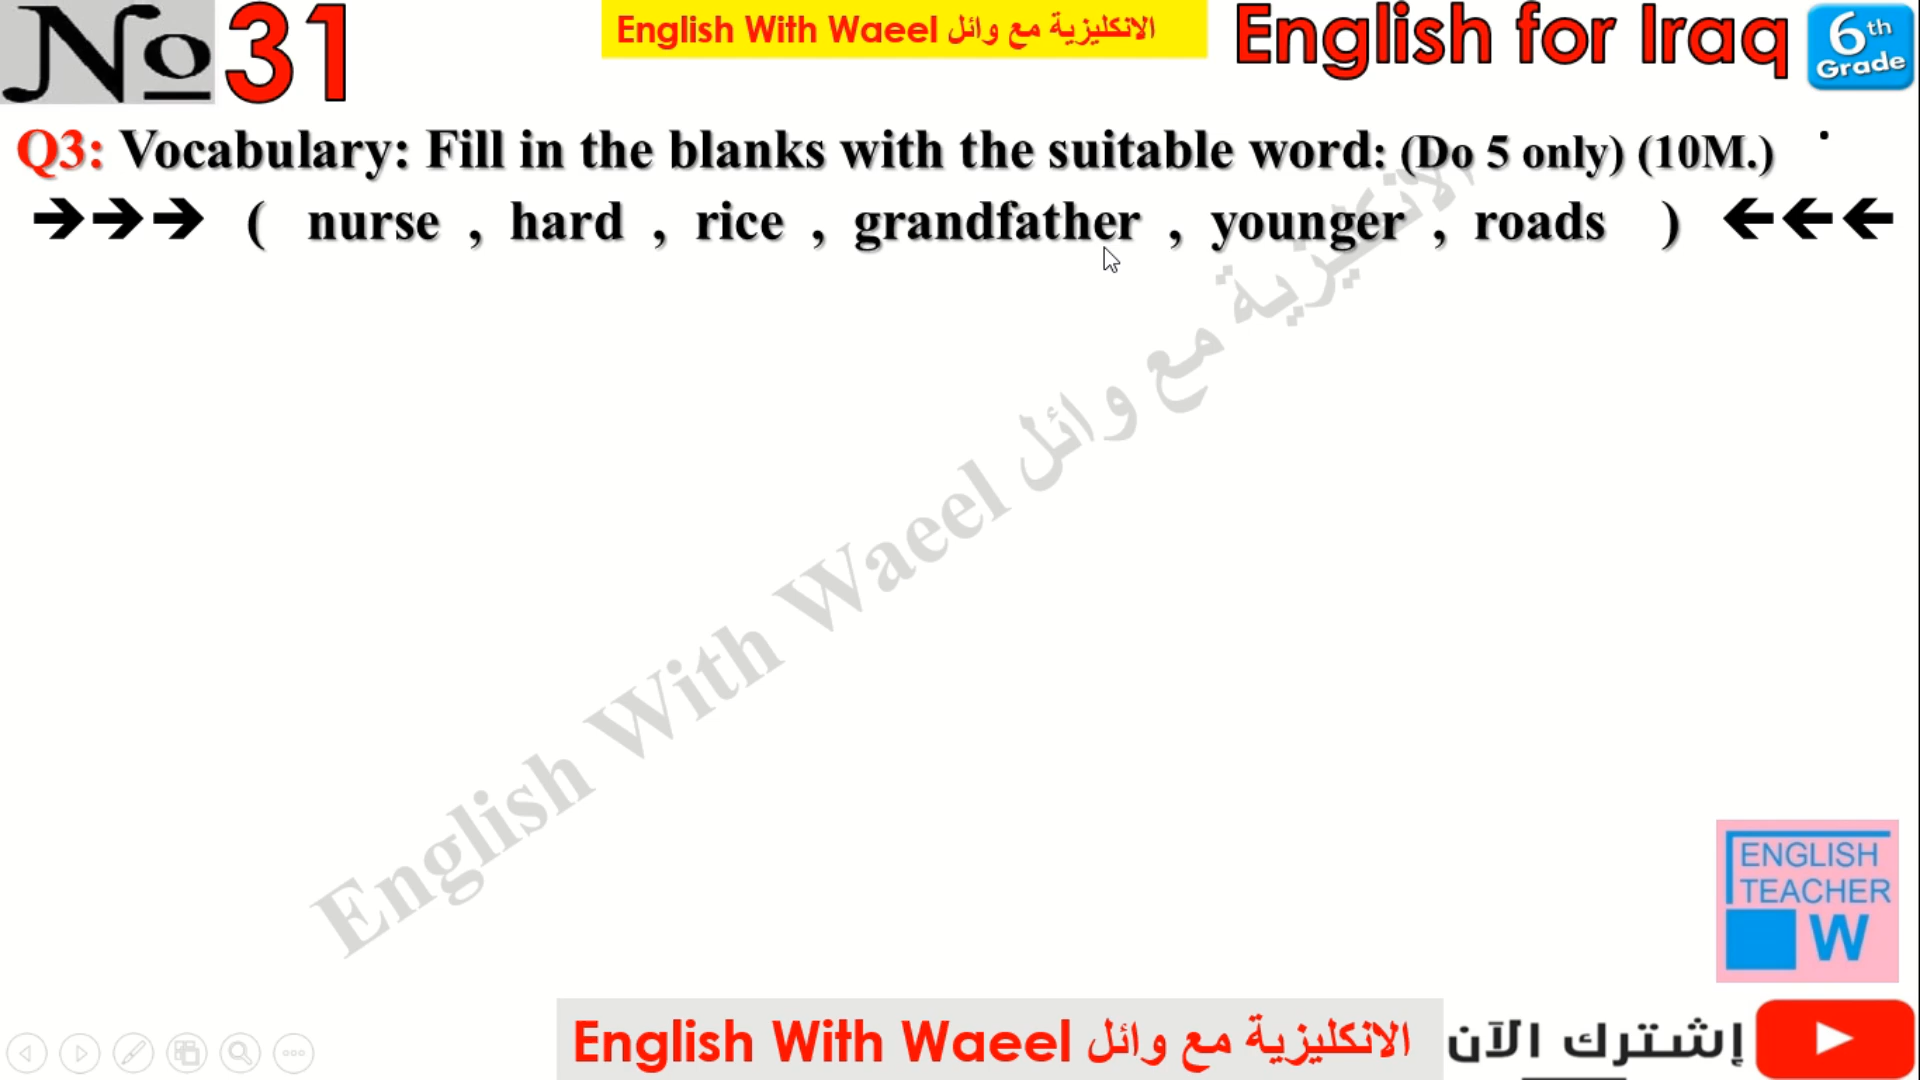 No 31
English With Waeel الانكليزية مع وائل
English for Iraq
6th
Grade
Q3: Vocabulary: Fill in the blanks with the suitable word: (Do 5 only) (10M.)
➔➔➔ ( nurse , hard , rice , grandfather , younger , roads ) 🡸🡸🡸
English With Waeel الانكليزية مع وائل
ENGLISH
TEACHER
W
English With Waeel الانكليزية مع وائل
إشترك الآن